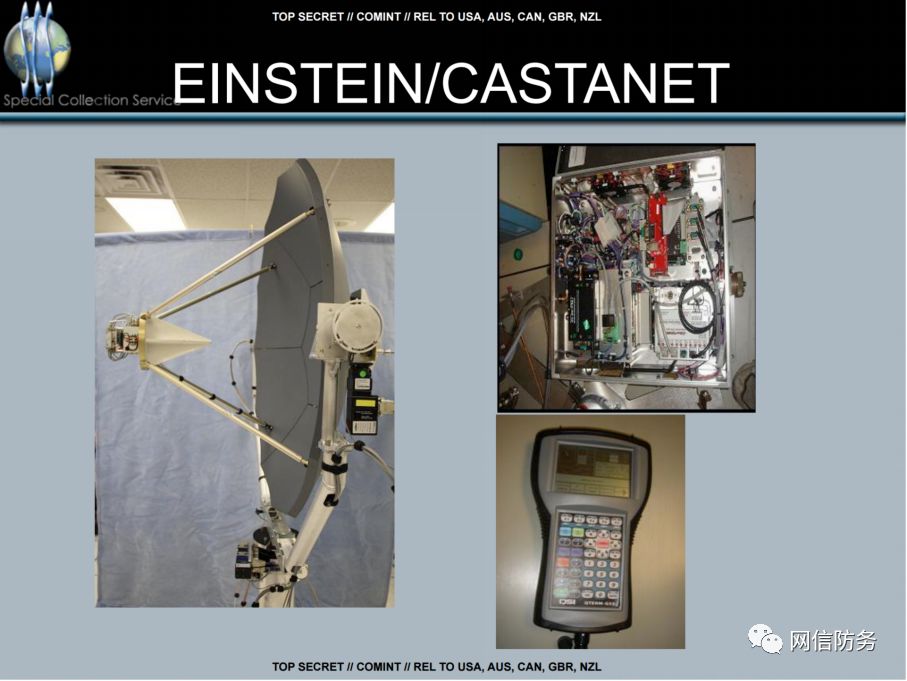 TOP SECRET // COMINT // REL TO USA, AUS, CAN, GBR, NZL
EINSTEIN/CASTANET
Special Collection Service
QSI
QTERM-G55
TOP SECRET // COMINT // REL TO USA, AUS, CAN, GBR, NZL
网信防务